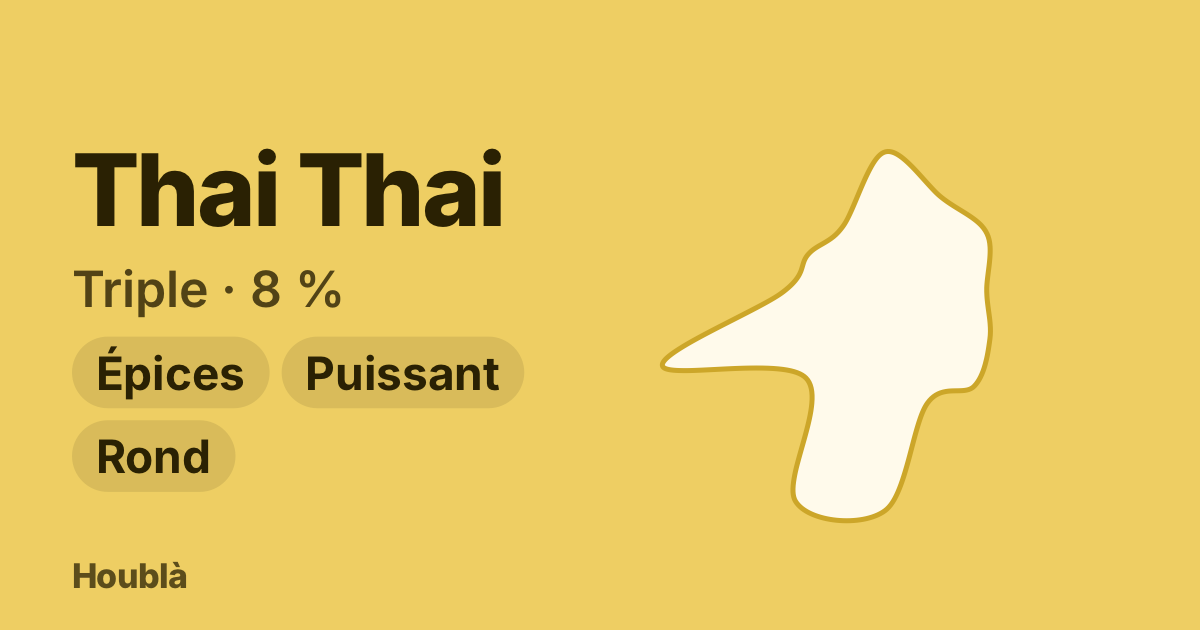 Thai Thai
Triple · 8 %
Épices Puissant
Rond
Houblà